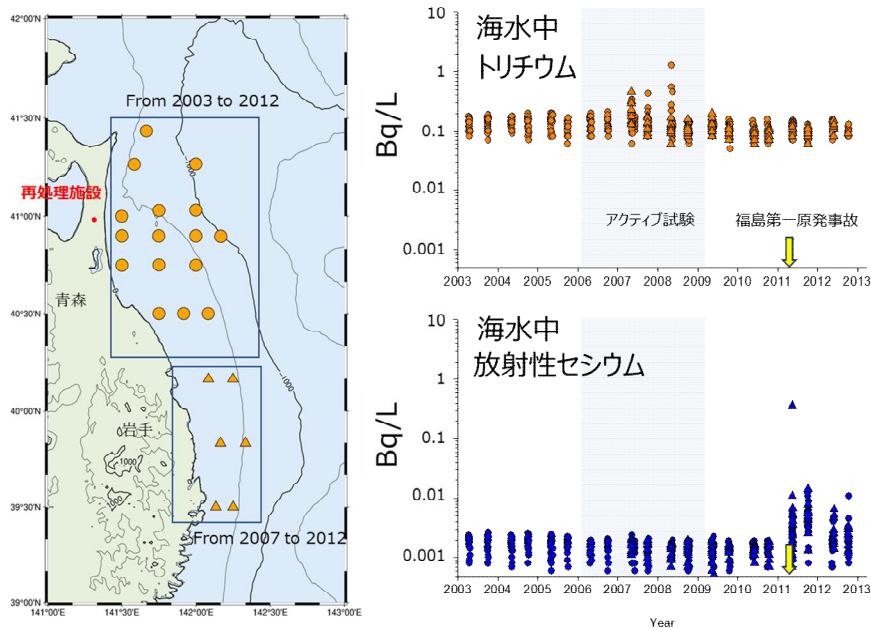 42°00'N
41°30'N
41°00'N
40°30'N
40°00'N
39°30'N
39°00'N
141°00'E
141°30'E
142°00'E
142°30'E
143°00'E
From 2003 to 2012
再処理施設
青森
岩手
From 2007 to 2012
-1000
-1000
0
1000
1000
海水中
トリチウム
Bq/L
10
1
0.1
0.01
0.001
アクティブ試験
福島第一原発事故
2003 2004 2005 2006 2007 2008 2009 2010 2011 2012 2013
海水中
放射性セシウム
Bq/L
10
1
0.1
0.01
0.001
2003 2004 2005 2006 2007 2008 2009 2010 2011 2012 2013
Year